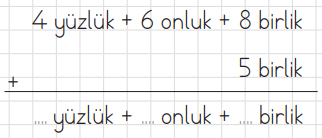 4 yüzlük + 6 onluk + 8 birlik
5 birlik
+
.... yüzlük + .... onluk + .... birlik